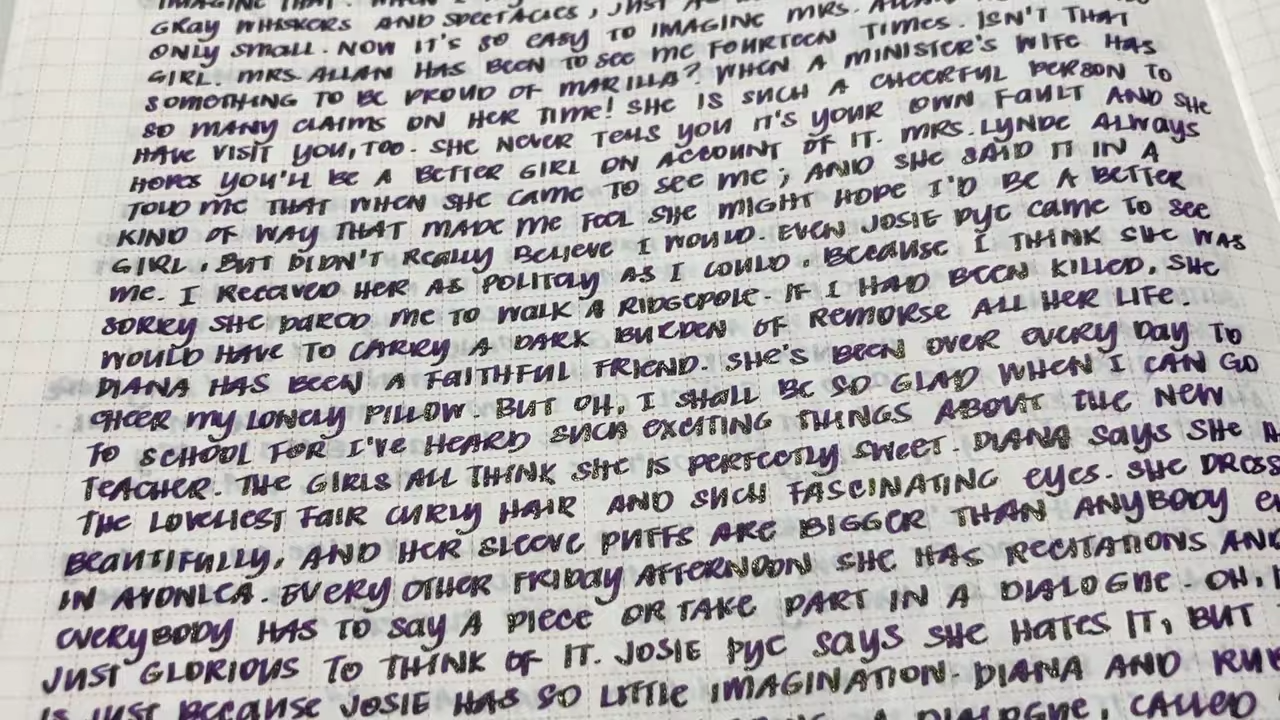 IMAGINE THAT. WHEN I
GRAY WHISKERS AND SPECTACLES, JUST AS
ONLY SMALL. NOW IT'S SO EASY TO IMAGINE MRS. ALLAN
GIRL. MRS. ALLAN HAS BEEN TO SEE ME FOURTEEN TIMES. ISN'T THAT
SOMETHING TO BE PROUD OF MARILLA? WHEN A MINISTER'S WIFE HAS
SO MANY CLAIMS ON HER TIME! SHE IS SUCH A CHEERFUL PERSON TO
HAVE VISIT YOU, TOO. SHE NEVER TELLS YOU IT'S YOUR OWN FAULT AND SHE
HOPES YOU'LL BE A BETTER GIRL ON ACCOUNT OF IT. MRS. LYNDE ALWAYS
TOLD ME THAT WHEN SHE CAME TO SEE ME; AND SHE SAID IT IN A
KIND OF WAY THAT MADE ME FEEL SHE MIGHT HOPE I'D BE A BETTER
GIRL, BUT DIDN'T REALLY BELIEVE I WOULD. EVEN JOSIE PYE CAME TO SEE
ME. I RECEIVED HER AS POLITELY AS I COULD, BECAUSE I THINK SHE WAS
SORRY SHE DARED ME TO WALK A RIDGEPOLE. IF I HAD BEEN KILLED, SHE
WOULD HAVE TO CARRY A DARK BURDEN OF REMORSE ALL HER LIFE.
DIANA HAS BEEN A FAITHFUL FRIEND. SHE'S BEEN OVER EVERY DAY TO
CHEER MY LONELY PILLOW. BUT OH, I SHALL BE SO GLAD WHEN I CAN GO
TO SCHOOL FOR I'VE HEARD SUCH EXCITING THINGS ABOUT THE NEW
TEACHER. THE GIRLS ALL THINK SHE IS PERFECTLY SWEET. DIANA SAYS SHE
THE LOVELIEST FAIR CURLY HAIR AND SUCH FASCINATING EYES. SHE DRESS
BEAUTIFULLY, AND HER SLEEVE PUFFS ARE BIGGER THAN ANYBODY
IN AVONLEA. EVERY OTHER FRIDAY AFTERNOON SHE HAS RECITATIONS AND
EVERYBODY HAS TO SAY A PIECE OR TAKE PART IN A DIALOGUE. OH,
JUST GLORIOUS TO THINK OF IT. JOSIE PYE SAYS SHE HATES IT, BUT
IS JUST BECAUSE JOSIE HAS SO LITTLE IMAGINATION. DIANA AND
A DIALOGUE, CALLED